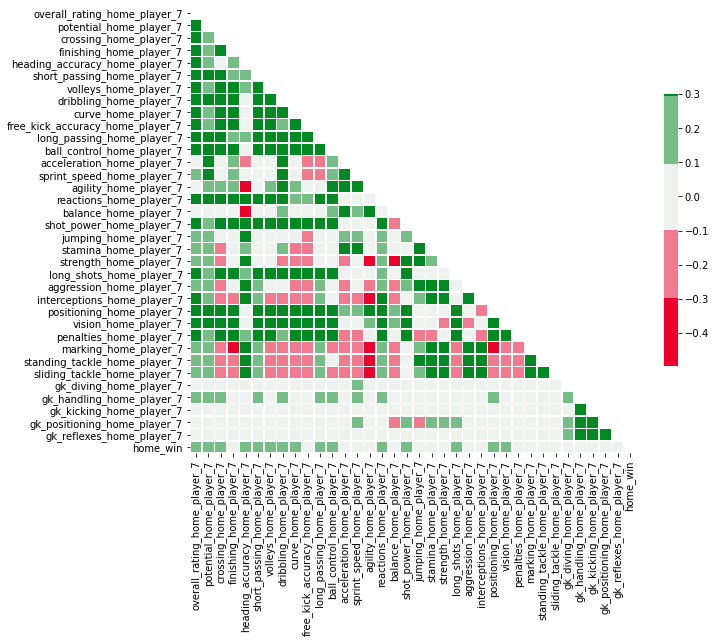 overall_rating_home_player_7
potential_home_player_7
crossing_home_player_7
finishing_home_player_7
heading_accuracy_home_player_7
short_passing_home_player_7
volleys_home_player_7
dribbling_home_player_7
curve_home_player_7
free_kick_accuracy_home_player_7
long_passing_home_player_7
ball_control_home_player_7
acceleration_home_player_7
sprint_speed_home_player_7
agility_home_player_7
reactions_home_player_7
balance_home_player_7
shot_power_home_player_7
jumping_home_player_7
stamina_home_player_7
strength_home_player_7
long_shots_home_player_7
aggression_home_player_7
interceptions_home_player_7
positioning_home_player_7
vision_home_player_7
penalties_home_player_7
marking_home_player_7
standing_tackle_home_player_7
sliding_tackle_home_player_7
gk_diving_home_player_7
gk_handling_home_player_7
gk_kicking_home_player_7
gk_positioning_home_player_7
gk_reflexes_home_player_7
home_win
overall_rating_home_player_7
potential_home_player_7
crossing_home_player_7
finishing_home_player_7
heading_accuracy_home_player_7
short_passing_home_player_7
volleys_home_player_7
dribbling_home_player_7
curve_home_player_7
free_kick_accuracy_home_player_7
long_passing_home_player_7
ball_control_home_player_7
acceleration_home_player_7
sprint_speed_home_player_7
agility_home_player_7
reactions_home_player_7
balance_home_player_7
shot_power_home_player_7
jumping_home_player_7
stamina_home_player_7
strength_home_player_7
long_shots_home_player_7
aggression_home_player_7
interceptions_home_player_7
positioning_home_player_7
vision_home_player_7
penalties_home_player_7
marking_home_player_7
standing_tackle_home_player_7
sliding_tackle_home_player_7
gk_diving_home_player_7
gk_handling_home_player_7
gk_kicking_home_player_7
gk_positioning_home_player_7
gk_reflexes_home_player_7
home_win
0.3
0.2
0.1
0.0
−0.1
−0.2
−0.3
−0.4